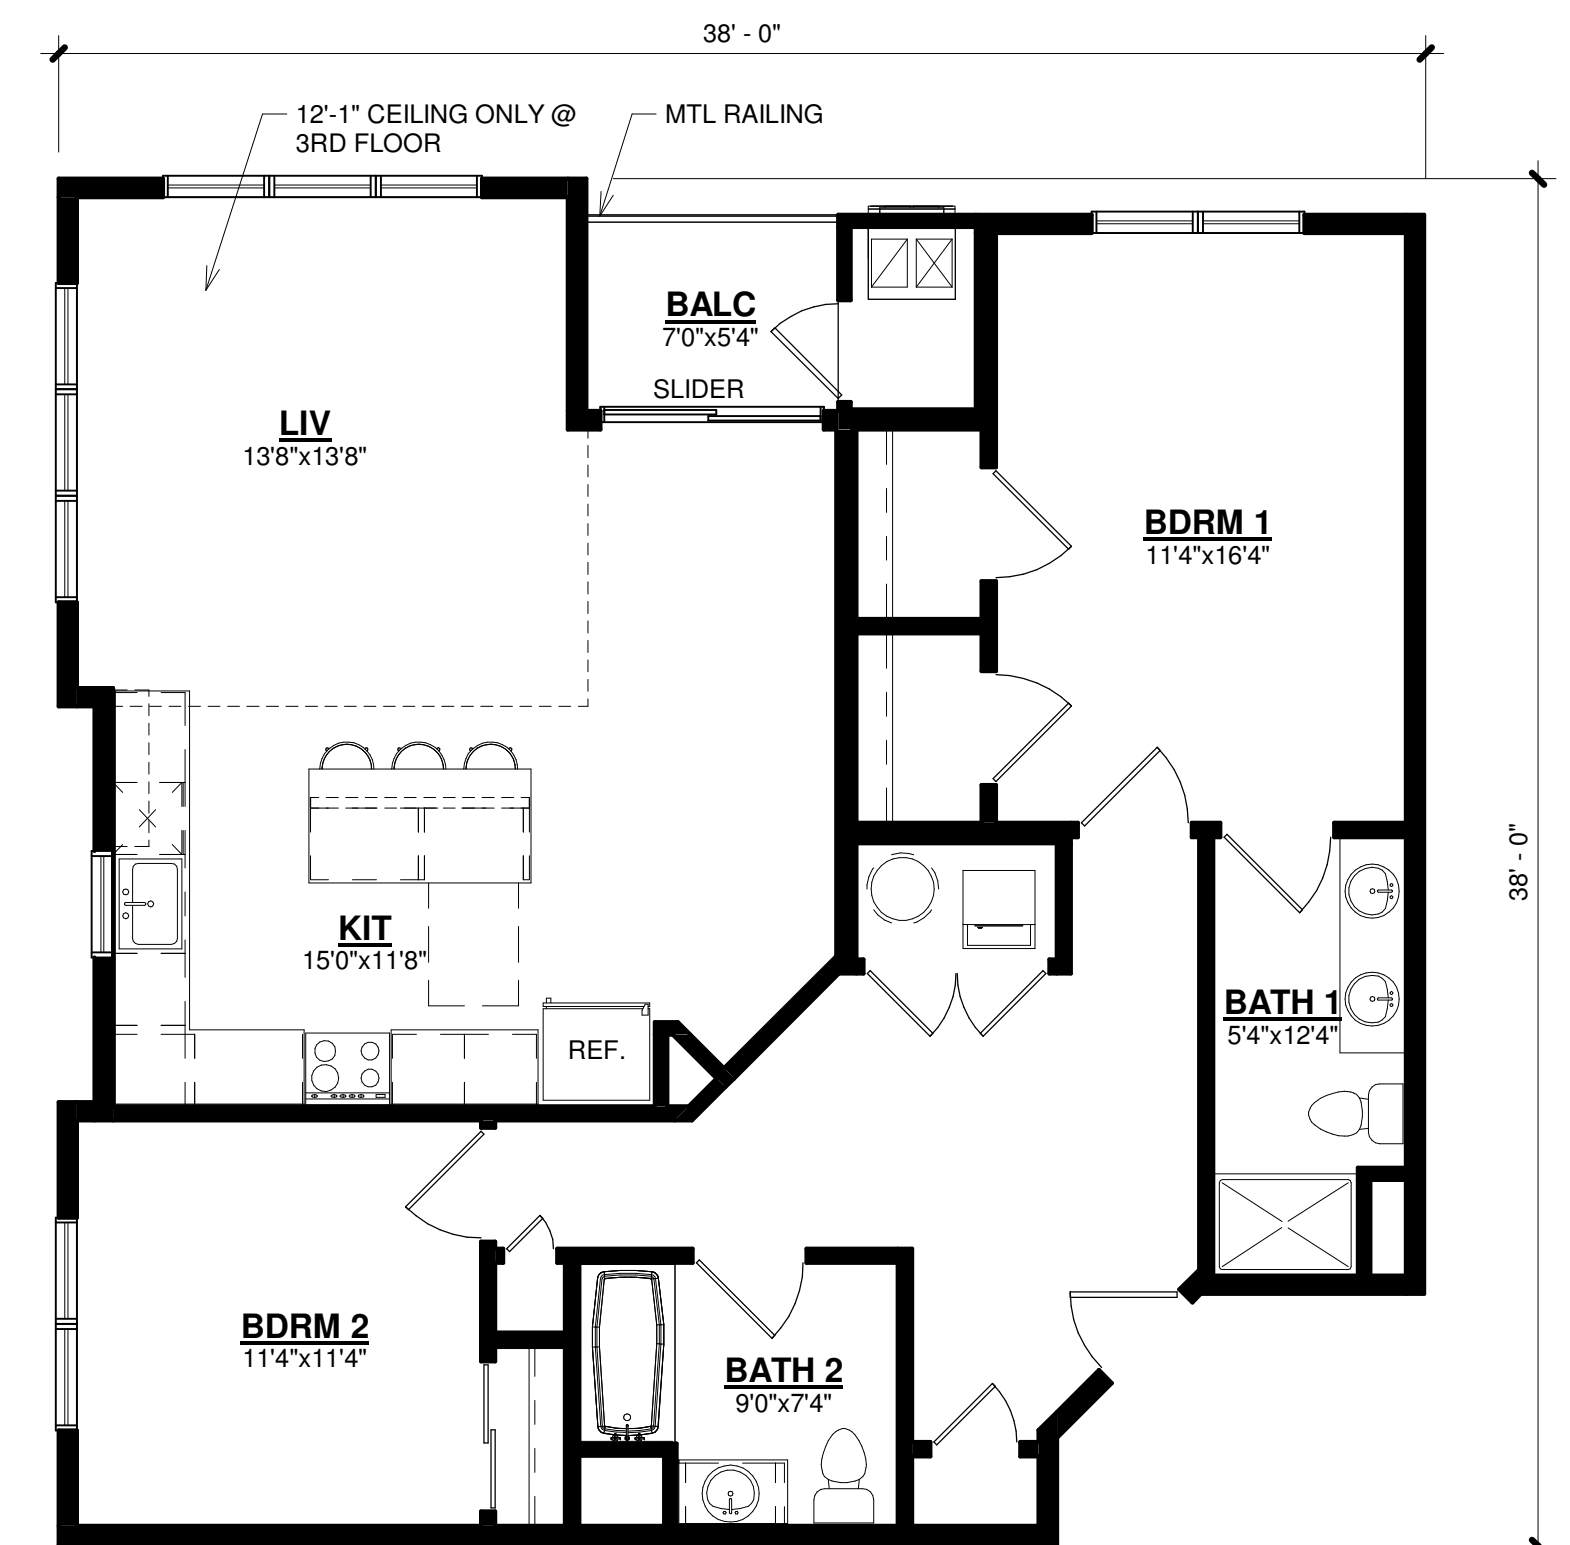 38' - 0"
12'-1" CEILING ONLY @
3RD FLOOR
MTL RAILING
BALC
7'0"x5'4"
SLIDER
LIV
13'8"x13'8"
BDRM 1
11'4"x16'4"
38' - 0"
KIT
15'0"x11'8"
BATH 1
5'4"x12'4"
REF.
BDRM 2
11'4"x11'4"
BATH 2
9'0"x7'4"